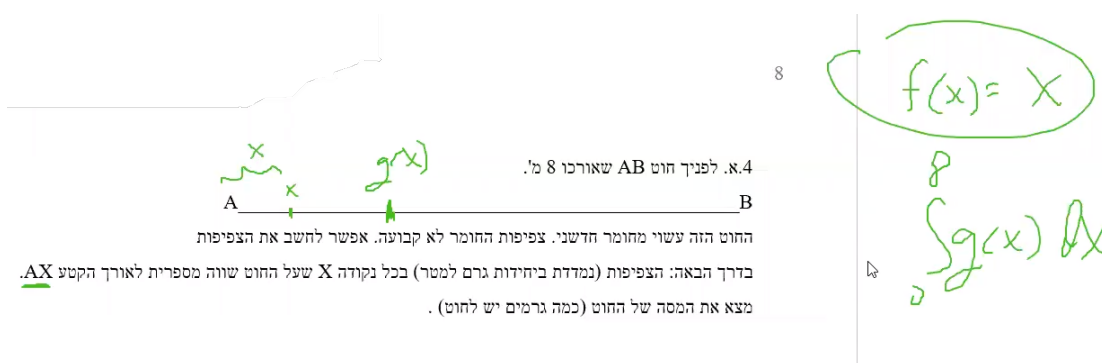 8
f(x)= X
x
g(x)
4.א. לפניך חוט AB שאורכו 8 מ'.
x
A B
החוט הזה עשוי מחומר חדשני. צפיפות החומר לא קבועה. אפשר לחשב את הצפיפות
בדרך הבאה: הצפיפות (נמדדת ביחידות גרם למטר) בכל נקודה X שעל החוט שווה מספרית לאורך הקטע AX.
מצא את המסה של החוט (כמה גרמים יש לחוט) .
8
∫g(x) dx
0